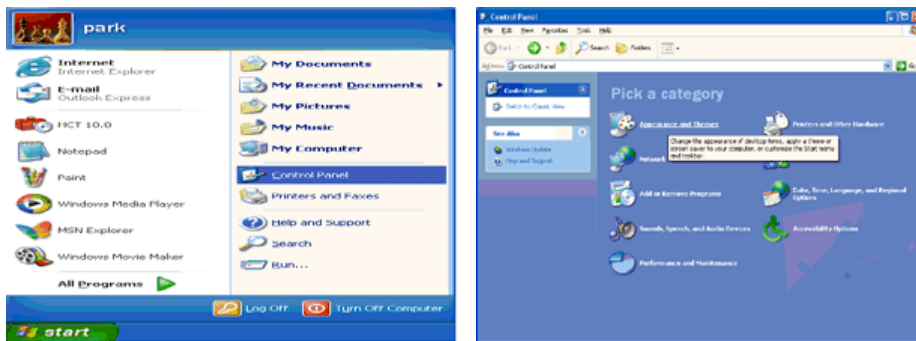 park
Internet
Internet Explorer
E-mail
Outlook Express
HCT 10.0
Notepad
Paint
Windows Media Player
MSN Explorer
Windows Movie Maker
All Programs
My Documents
My Recent Documents
My Pictures
My Music
My Computer
Control Panel
Printers and Faxes
Help and Support
Search
Run...
Log Off
Turn Off Computer
start
Control Panel
File Edit View Favorites Tools Help
Back Search Folders
Address Control Panel Go
Control Panel
Switch to Classic View
See Also
Windows Update
Help and Support
Pick a category
Appearance and Themes
Printers and Other Hardware
Change the appearance of desktop items, apply a theme or
screen saver to your computer, or customize the Start menu
and taskbar.
Network
Add or Remove Programs
Date, Time, Language, and Regional
Options
Sounds, Speech, and Audio Devices
Accessibility Options
Performance and Maintenance